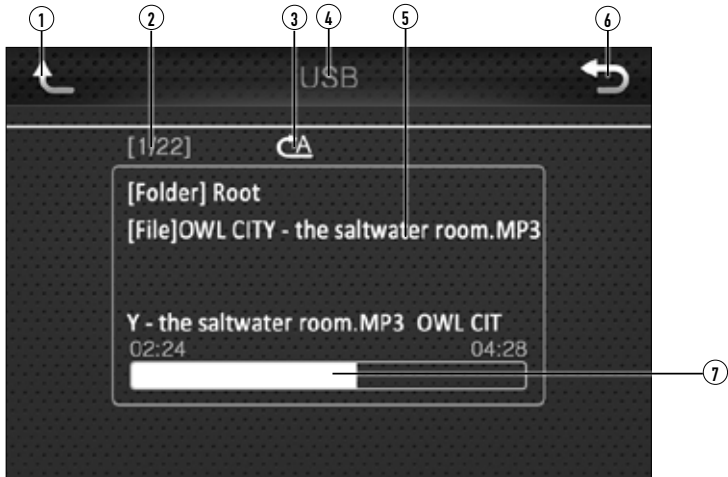 1 2 3 4 5 6
USB
[1/22] A
[Folder] Root
[File]OWL CITY - the saltwater room.MP3
Y - the saltwater room.MP3 OWL CIT
02:24 04:28
7